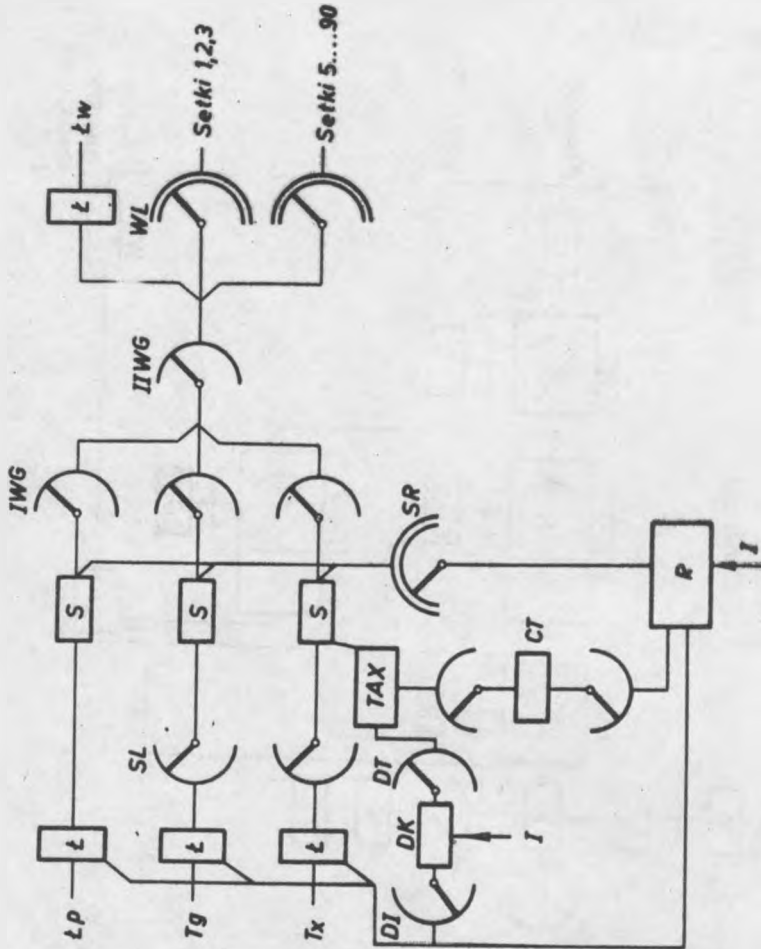 Łw
Ł
WL
Setki 1,2,3
Setki 5....90
IIWG
IWG
S
S
S
SR
SL
TAX
CT
R
I
DT
DK
I
DI
Ł
Ł
Ł
Łp
Tg
Tx